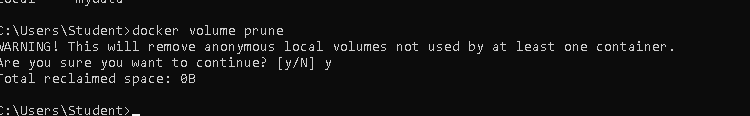 local     mydata
C:\Users\Student>docker volume prune
WARNING! This will remove anonymous local volumes not used by at least one container.
Are you sure you want to continue? [y/N] y
Total reclaimed space: 0B
C:\Users\Student>_